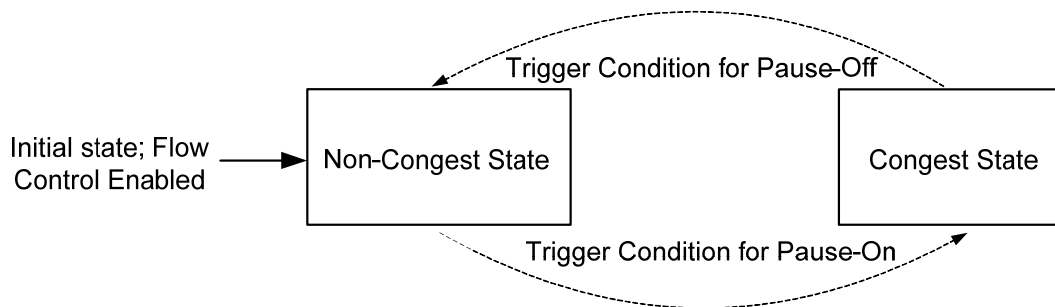 Trigger Condition for Pause-Off
Initial state; Flow
Control Enabled
Non-Congest State
Congest State
Trigger Condition for Pause-On